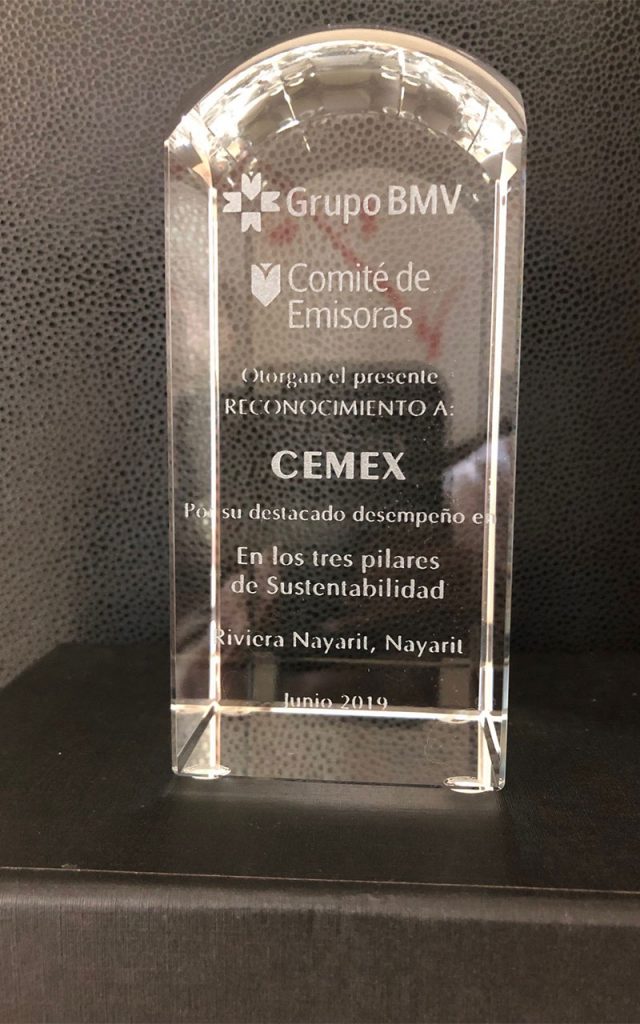 Grupo BMV
Comité de
Emisoras
Otorgan el presente
RECONOCIMIENTO A:
CEMEX
Por su destacado desempeño en
En los tres pilares
de Sustentabilidad
Riviera Nayarit, Nayarit
Junio 2019